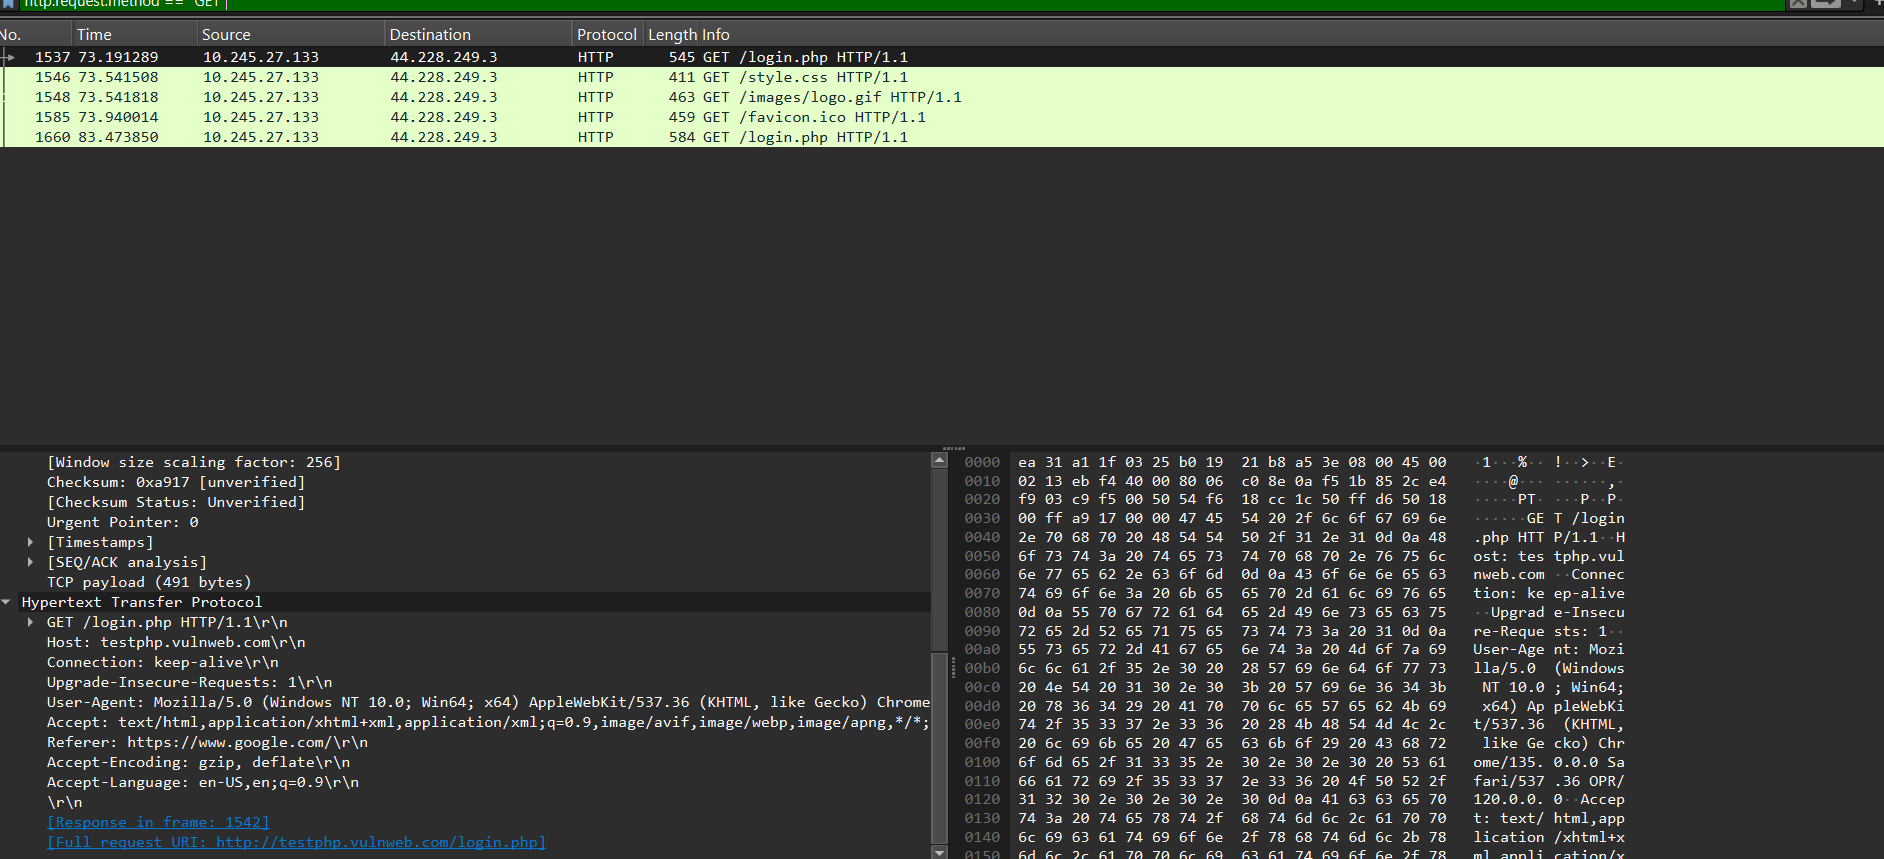 http.request.method == "GET"
No. Time Source Destination Protocol Length Info
1537 73.191289 10.245.27.133 44.228.249.3 HTTP 545 GET /login.php HTTP/1.1
1546 73.541508 10.245.27.133 44.228.249.3 HTTP 411 GET /style.css HTTP/1.1
1548 73.541818 10.245.27.133 44.228.249.3 HTTP 463 GET /images/logo.gif HTTP/1.1
1585 73.940014 10.245.27.133 44.228.249.3 HTTP 459 GET /favicon.ico HTTP/1.1
1660 83.473850 10.245.27.133 44.228.249.3 HTTP 584 GET /login.php HTTP/1.1
[Window size scaling factor: 256]
Checksum: 0xa917 [unverified]
[Checksum Status: Unverified]
Urgent Pointer: 0
[Timestamps]
[SEQ/ACK analysis]
TCP payload (491 bytes)
Hypertext Transfer Protocol
GET /login.php HTTP/1.1\r\n
Host: testphp.vulnweb.com\r\n
Connection: keep-alive\r\n
Upgrade-Insecure-Requests: 1\r\n
User-Agent: Mozilla/5.0 (Windows NT 10.0; Win64; x64) AppleWebKit/537.36 (KHTML, like Gecko) Chrome
Accept: text/html,application/xhtml+xml,application/xml;q=0.9,image/avif,image/webp,image/apng,*/*;
Referer: https://www.google.com/\r\n
Accept-Encoding: gzip, deflate\r\n
Accept-Language: en-US,en;q=0.9\r\n
\r\n
[Response in frame: 1542]
[Full request URI: http://testphp.vulnweb.com/login.php]
0000 ea 31 a1 1f 03 25 b0 19 21 b8 a5 3e 08 00 45 00 ·1···%·· !··>··E·
0010 02 13 eb f4 40 00 80 06 c0 8e 0a f5 1b 85 2c e4 ····@··· ······,·
0020 f9 03 c9 f5 00 50 54 f6 18 cc 1c 50 ff d6 50 18 ·····PT· ···P··P·
0030 00 ff a9 17 00 00 47 45 54 20 2f 6c 6f 67 69 6e ······GE T /login
0040 2e 70 68 70 20 48 54 54 50 2f 31 2e 31 0d 0a 48 .php HTT P/1.1··H
0050 6f 73 74 3a 20 74 65 73 74 70 68 70 2e 76 75 6c ost: tes tphp.vul
0060 6e 77 65 62 2e 63 6f 6d 0d 0a 43 6f 6e 6e 65 63 nweb.com ··Connec
0070 74 69 6f 6e 3a 20 6b 65 65 70 2d 61 6c 69 76 65 tion: ke ep-alive
0080 0d 0a 55 70 67 72 61 64 65 2d 49 6e 73 65 63 75 ··Upgrad e-Insecu
0090 72 65 2d 52 65 71 75 65 73 74 73 3a 20 31 0d 0a re-Reque sts: 1··
00a0 55 73 65 72 2d 41 67 65 6e 74 3a 20 4d 6f 7a 69 User-Age nt: Mozi
00b0 6c 6c 61 2f 35 2e 30 20 28 57 69 6e 64 6f 77 73 lla/5.0 (Windows
00c0 20 4e 54 20 31 30 2e 30 3b 20 57 69 6e 36 34 3b NT 10.0 ; Win64;
00d0 20 78 36 34 29 20 41 70 70 6c 65 57 65 62 4b 69 x64) Ap pleWebKi
00e0 74 2f 35 33 37 2e 33 36 20 28 4b 48 54 4d 4c 2c t/537.36 (KHTML,
00f0 20 6c 69 6b 65 20 47 65 63 6b 6f 29 20 43 68 72 like Ge cko) Chr
0100 6f 6d 65 2f 31 33 35 2e 30 2e 30 2e 30 20 53 61 ome/135. 0.0.0 Sa
0110 66 61 72 69 2f 35 33 37 2e 33 36 20 4f 50 52 2f fari/537 .36 OPR/
0120 31 32 30 2e 30 2e 30 2e 30 0d 0a 41 63 63 65 70 120.0.0. 0··Accep
0130 74 3a 20 74 65 78 74 2f 68 74 6d 6c 2c 61 70 70 t: text/ html,app
0140 6c 69 63 61 74 69 6f 6e 2f 78 68 74 6d 6c 2b 78 lication /xhtml+x
0150 6d 6c 2c 61 70 70 6c 69 63 61 74 69 6f 6e 2f 78 ml,appli cation/x